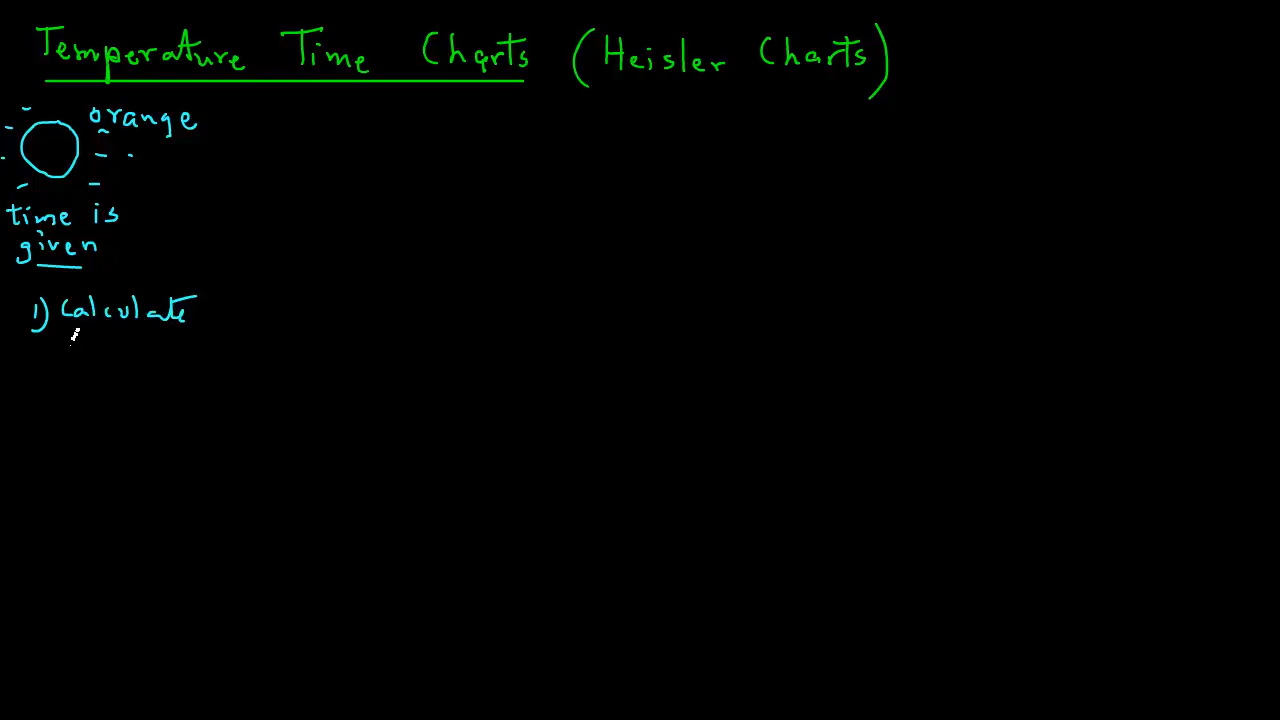 Temperature Time Charts (Heisler Charts)
orange
time is
given
1) Calculate